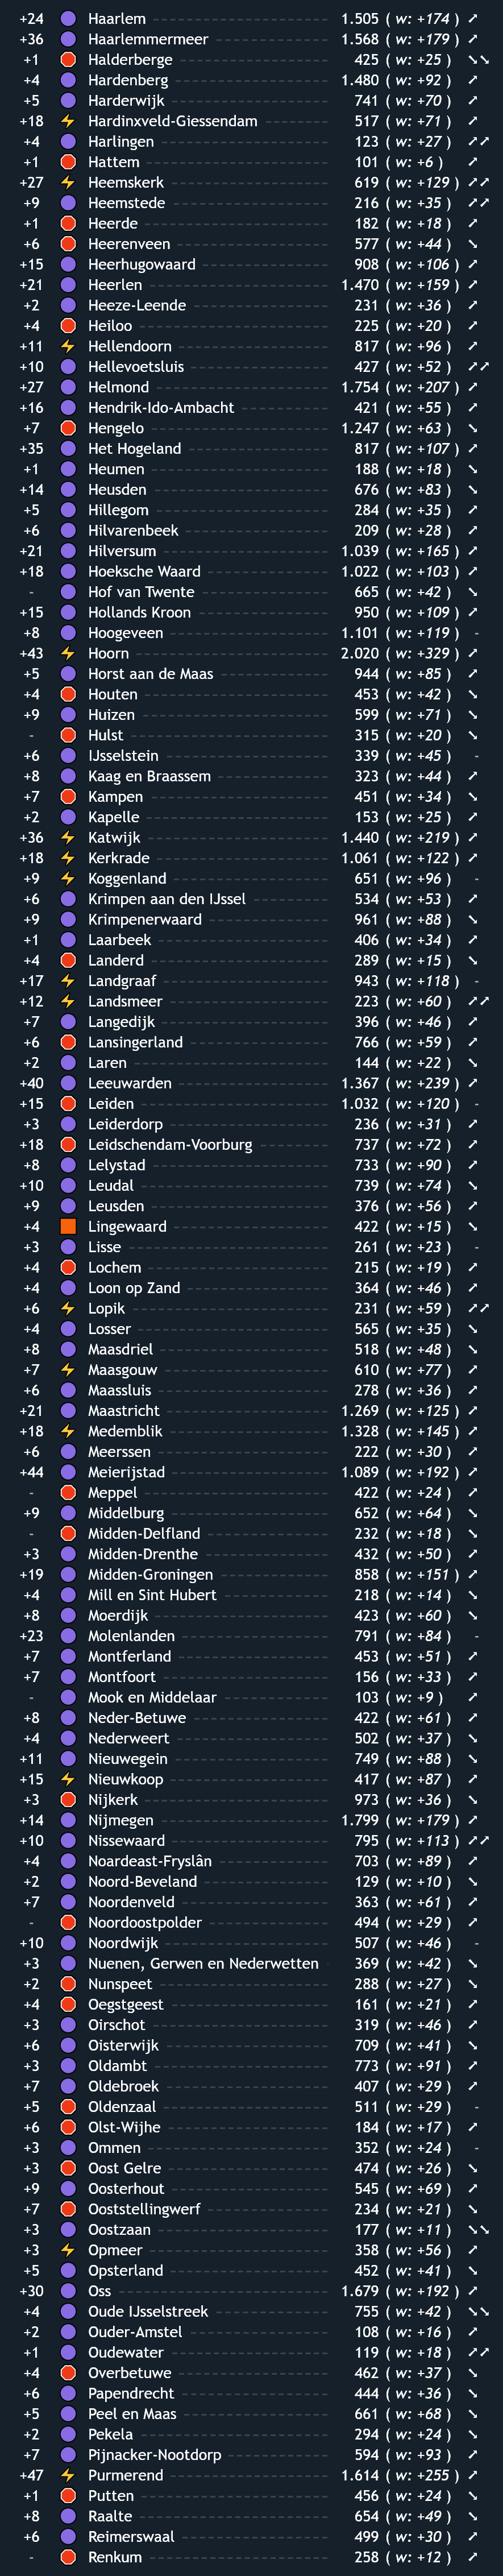 +24 Haarlem 1.505 ( w: +174 ) ↗
+36 Haarlemmermeer 1.568 ( w: +179 ) ↗
+1 Halderberge 425 ( w: +25 ) ↘↘
+4 Hardenberg 1.480 ( w: +92 ) ↗
+5 Harderwijk 741 ( w: +70 ) ↗
+18 Hardinxveld-Giessendam 517 ( w: +71 ) ↗
+4 Harlingen 123 ( w: +27 ) ↗↗
+1 Hattem 101 ( w: +6 ) ↗
+27 Heemskerk 619 ( w: +129 ) ↗↗
+9 Heemstede 216 ( w: +35 ) ↗↗
+1 Heerde 182 ( w: +18 ) ↗
+6 Heerenveen 577 ( w: +44 ) ↘
+15 Heerhugowaard 908 ( w: +106 ) ↗
+21 Heerlen 1.470 ( w: +159 ) ↗
+2 Heeze-Leende 231 ( w: +36 ) ↗
+4 Heiloo 225 ( w: +20 ) ↗
+11 Hellendoorn 817 ( w: +96 ) ↗
+10 Hellevoetsluis 427 ( w: +52 ) ↗↗
+27 Helmond 1.754 ( w: +207 ) ↗
+16 Hendrik-Ido-Ambacht 421 ( w: +55 ) ↗
+7 Hengelo 1.247 ( w: +63 ) ↘
+35 Het Hogeland 817 ( w: +107 ) ↗
+1 Heumen 188 ( w: +18 ) ↘
+14 Heusden 676 ( w: +83 ) ↘
+5 Hillegom 284 ( w: +35 ) ↗
+6 Hilvarenbeek 209 ( w: +28 ) ↗
+21 Hilversum 1.039 ( w: +165 ) ↗
+18 Hoeksche Waard 1.022 ( w: +103 ) ↗
- Hof van Twente 665 ( w: +42 ) ↘
+15 Hollands Kroon 950 ( w: +109 ) ↗
+8 Hoogeveen 1.101 ( w: +119 ) -
+43 Hoorn 2.020 ( w: +329 ) ↗
+5 Horst aan de Maas 944 ( w: +85 ) ↗
+4 Houten 453 ( w: +42 ) ↘
+9 Huizen 599 ( w: +71 ) ↘
- Hulst 315 ( w: +20 ) ↘
+6 IJsselstein 339 ( w: +45 ) -
+8 Kaag en Braassem 323 ( w: +44 ) ↗
+7 Kampen 451 ( w: +34 ) ↘
+2 Kapelle 153 ( w: +25 ) ↗
+36 Katwijk 1.440 ( w: +219 ) ↗
+18 Kerkrade 1.061 ( w: +122 ) ↗
+9 Koggenland 651 ( w: +96 ) -
+6 Krimpen aan den IJssel 534 ( w: +53 ) ↗
+9 Krimpenerwaard 961 ( w: +88 ) ↘
+1 Laarbeek 406 ( w: +34 ) ↗
+4 Landerd 289 ( w: +15 ) ↘
+17 Landgraaf 943 ( w: +118 ) -
+12 Landsmeer 223 ( w: +60 ) ↗↗
+7 Langedijk 396 ( w: +46 ) ↗
+6 Lansingerland 766 ( w: +59 ) ↗
+2 Laren 144 ( w: +22 ) ↘
+40 Leeuwarden 1.367 ( w: +239 ) ↗
+15 Leiden 1.032 ( w: +120 ) -
+3 Leiderdorp 236 ( w: +31 ) ↗
+18 Leidschendam-Voorburg 737 ( w: +72 ) ↗
+8 Lelystad 733 ( w: +90 ) ↗
+10 Leudal 739 ( w: +74 ) ↘
+9 Leusden 376 ( w: +56 ) ↗
+4 Lingewaard 422 ( w: +15 ) ↘
+3 Lisse 261 ( w: +23 ) -
+4 Lochem 215 ( w: +19 ) ↗
+4 Loon op Zand 364 ( w: +46 ) ↗
+6 Lopik 231 ( w: +59 ) ↗↗
+4 Losser 565 ( w: +35 ) ↘
+8 Maasdriel 518 ( w: +48 ) ↘
+7 Maasgouw 610 ( w: +77 ) ↗
+6 Maassluis 278 ( w: +36 ) ↗
+21 Maastricht 1.269 ( w: +125 ) ↗
+18 Medemblik 1.328 ( w: +145 ) ↗
+6 Meerssen 222 ( w: +30 ) ↗
+44 Meierijstad 1.089 ( w: +192 ) ↗
- Meppel 422 ( w: +24 ) ↗
+9 Middelburg 652 ( w: +64 ) ↘
- Midden-Delfland 232 ( w: +18 ) ↘
+3 Midden-Drenthe 432 ( w: +50 ) ↗
+19 Midden-Groningen 858 ( w: +151 ) ↗
+4 Mill en Sint Hubert 218 ( w: +14 ) ↘
+8 Moerdijk 423 ( w: +60 ) ↘
+23 Molenlanden 791 ( w: +84 ) -
+7 Montferland 453 ( w: +51 ) ↗
+7 Montfoort 156 ( w: +33 ) ↗
- Mook en Middelaar 103 ( w: +9 ) ↗
+8 Neder-Betuwe 422 ( w: +61 ) ↗
+4 Nederweert 502 ( w: +37 ) ↘
+11 Nieuwegein 749 ( w: +88 ) ↘
+15 Nieuwkoop 417 ( w: +87 ) ↗
+3 Nijkerk 973 ( w: +36 ) ↘
+14 Nijmegen 1.799 ( w: +179 ) ↗
+10 Nissewaard 795 ( w: +113 ) ↗↗
+4 Noardeast-Fryslân 703 ( w: +89 ) ↗
+2 Noord-Beveland 129 ( w: +10 ) ↘
+7 Noordenveld 363 ( w: +61 ) ↗
- Noordoostpolder 494 ( w: +29 ) ↗
+10 Noordwijk 507 ( w: +46 ) -
+3 Nuenen, Gerwen en Nederwetten 369 ( w: +42 ) ↘
+2 Nunspeet 288 ( w: +27 ) ↘
+4 Oegstgeest 161 ( w: +21 ) ↗
+3 Oirschot 319 ( w: +46 ) ↗
+6 Oisterwijk 709 ( w: +41 ) ↘
+3 Oldambt 773 ( w: +91 ) ↗
+7 Oldebroek 407 ( w: +29 ) ↗
+5 Oldenzaal 511 ( w: +29 ) -
+6 Olst-Wijhe 184 ( w: +17 ) ↗
+3 Ommen 352 ( w: +24 ) -
+3 Oost Gelre 474 ( w: +26 ) ↘
+9 Oosterhout 545 ( w: +69 ) ↗
+7 Ooststellingwerf 234 ( w: +21 ) ↘
+3 Oostzaan 177 ( w: +11 ) ↘↘
+3 Opmeer 358 ( w: +56 ) ↗
+5 Opsterland 452 ( w: +41 ) ↘
+30 Oss 1.679 ( w: +192 ) ↗
+4 Oude IJsselstreek 755 ( w: +42 ) ↘↘
+2 Ouder-Amstel 108 ( w: +16 ) ↗
+1 Oudewater 119 ( w: +18 ) ↗↗
+4 Overbetuwe 462 ( w: +37 ) ↘
+6 Papendrecht 444 ( w: +36 ) ↘
+5 Peel en Maas 661 ( w: +68 ) ↘
+2 Pekela 294 ( w: +24 ) ↘
+7 Pijnacker-Nootdorp 594 ( w: +93 ) ↗
+47 Purmerend 1.614 ( w: +255 ) ↗
+1 Putten 456 ( w: +24 ) ↘
+8 Raalte 654 ( w: +49 ) ↘
+6 Reimerswaal 499 ( w: +30 ) ↗
- Renkum 258 ( w: +12 ) ↗